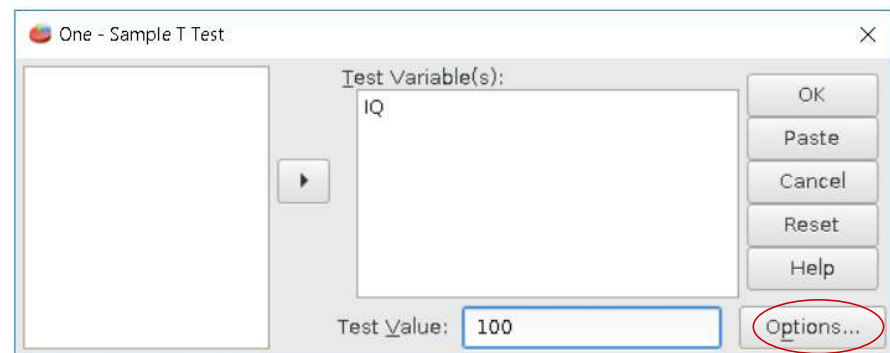 One - Sample T Test
Test Variable(s):
IQ
OK
Paste
Cancel
Reset
Help
Test Value: 100
Options...